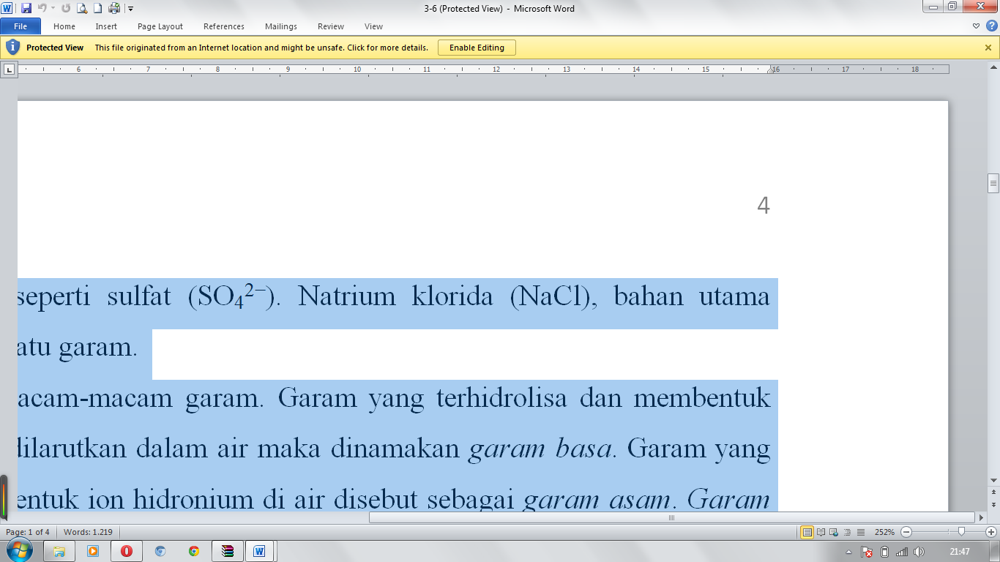 3-6 (Protected View) - Microsoft Word
File Home Insert Page Layout References Mailings Review View
Protected View This file originated from an Internet location and might be unsafe. Click for more details. Enable Editing
6 7 8 9 10 11 12 13 14 15 16 17 18
4
seperti sulfat (SO₄²⁻). Natrium klorida (NaCl), bahan utama
atu garam.
acam-macam garam. Garam yang terhidrolisa dan membentuk
dilarutkan dalam air maka dinamakan garam basa. Garam yang
entuk ion hidronium di air disebut sebagai garam asam. Garam
Page: 1 of 4 Words: 1.219 252%
21:47